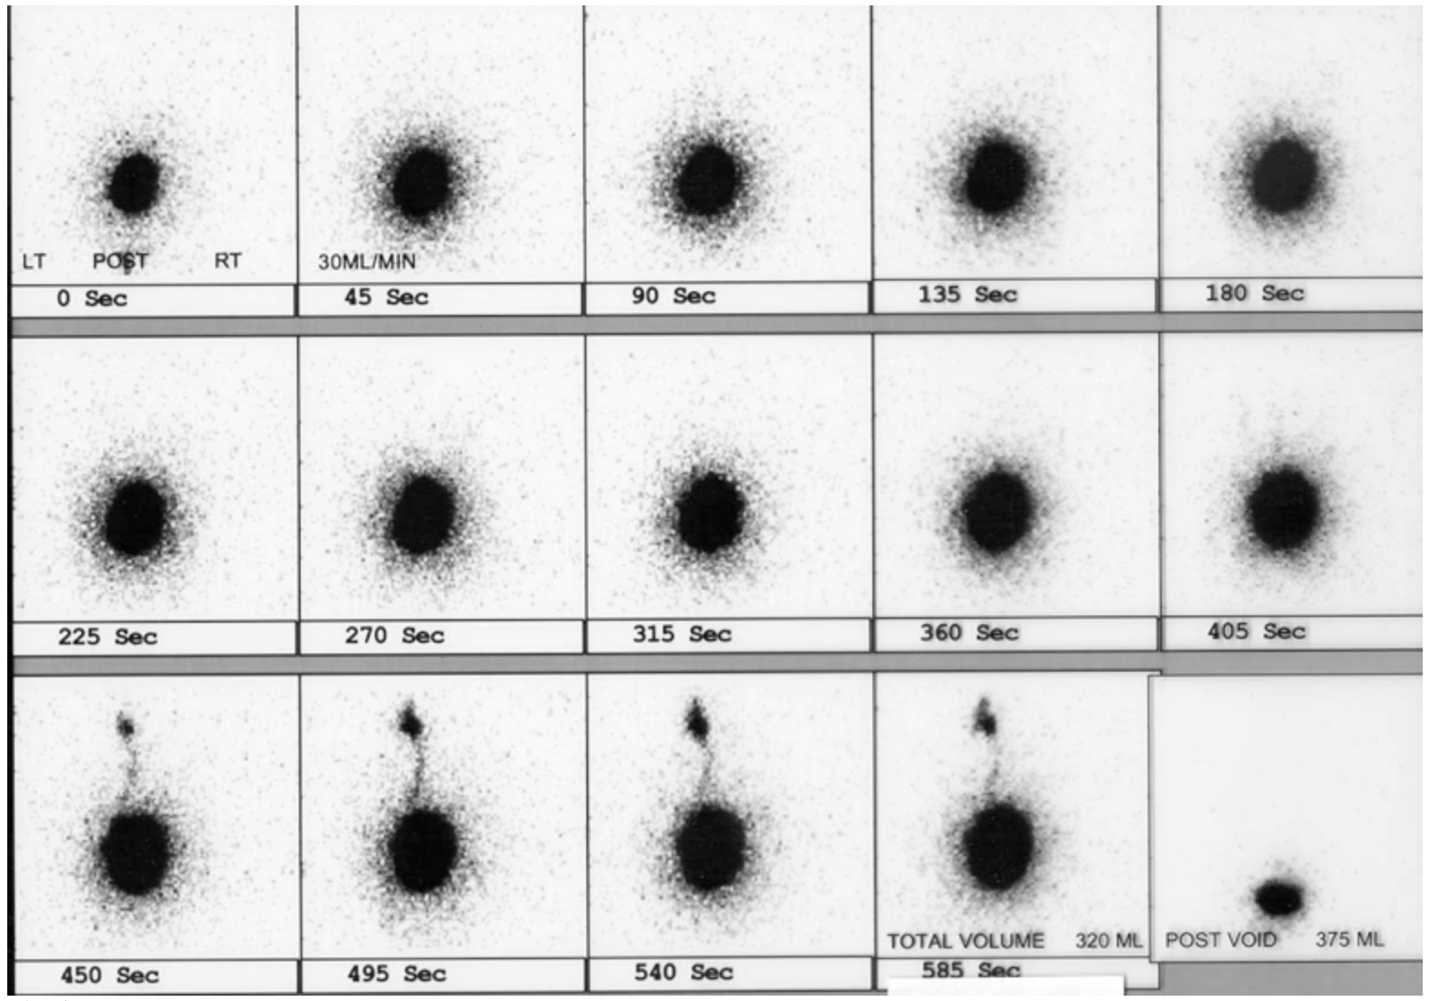 LT POST RT
30ML/MIN
0 Sec
45 Sec
90 Sec
135 Sec
180 Sec
225 Sec
270 Sec
315 Sec
360 Sec
405 Sec
TOTAL VOLUME 320 ML
POST VOID 375 ML
450 Sec
495 Sec
540 Sec
585 Sec